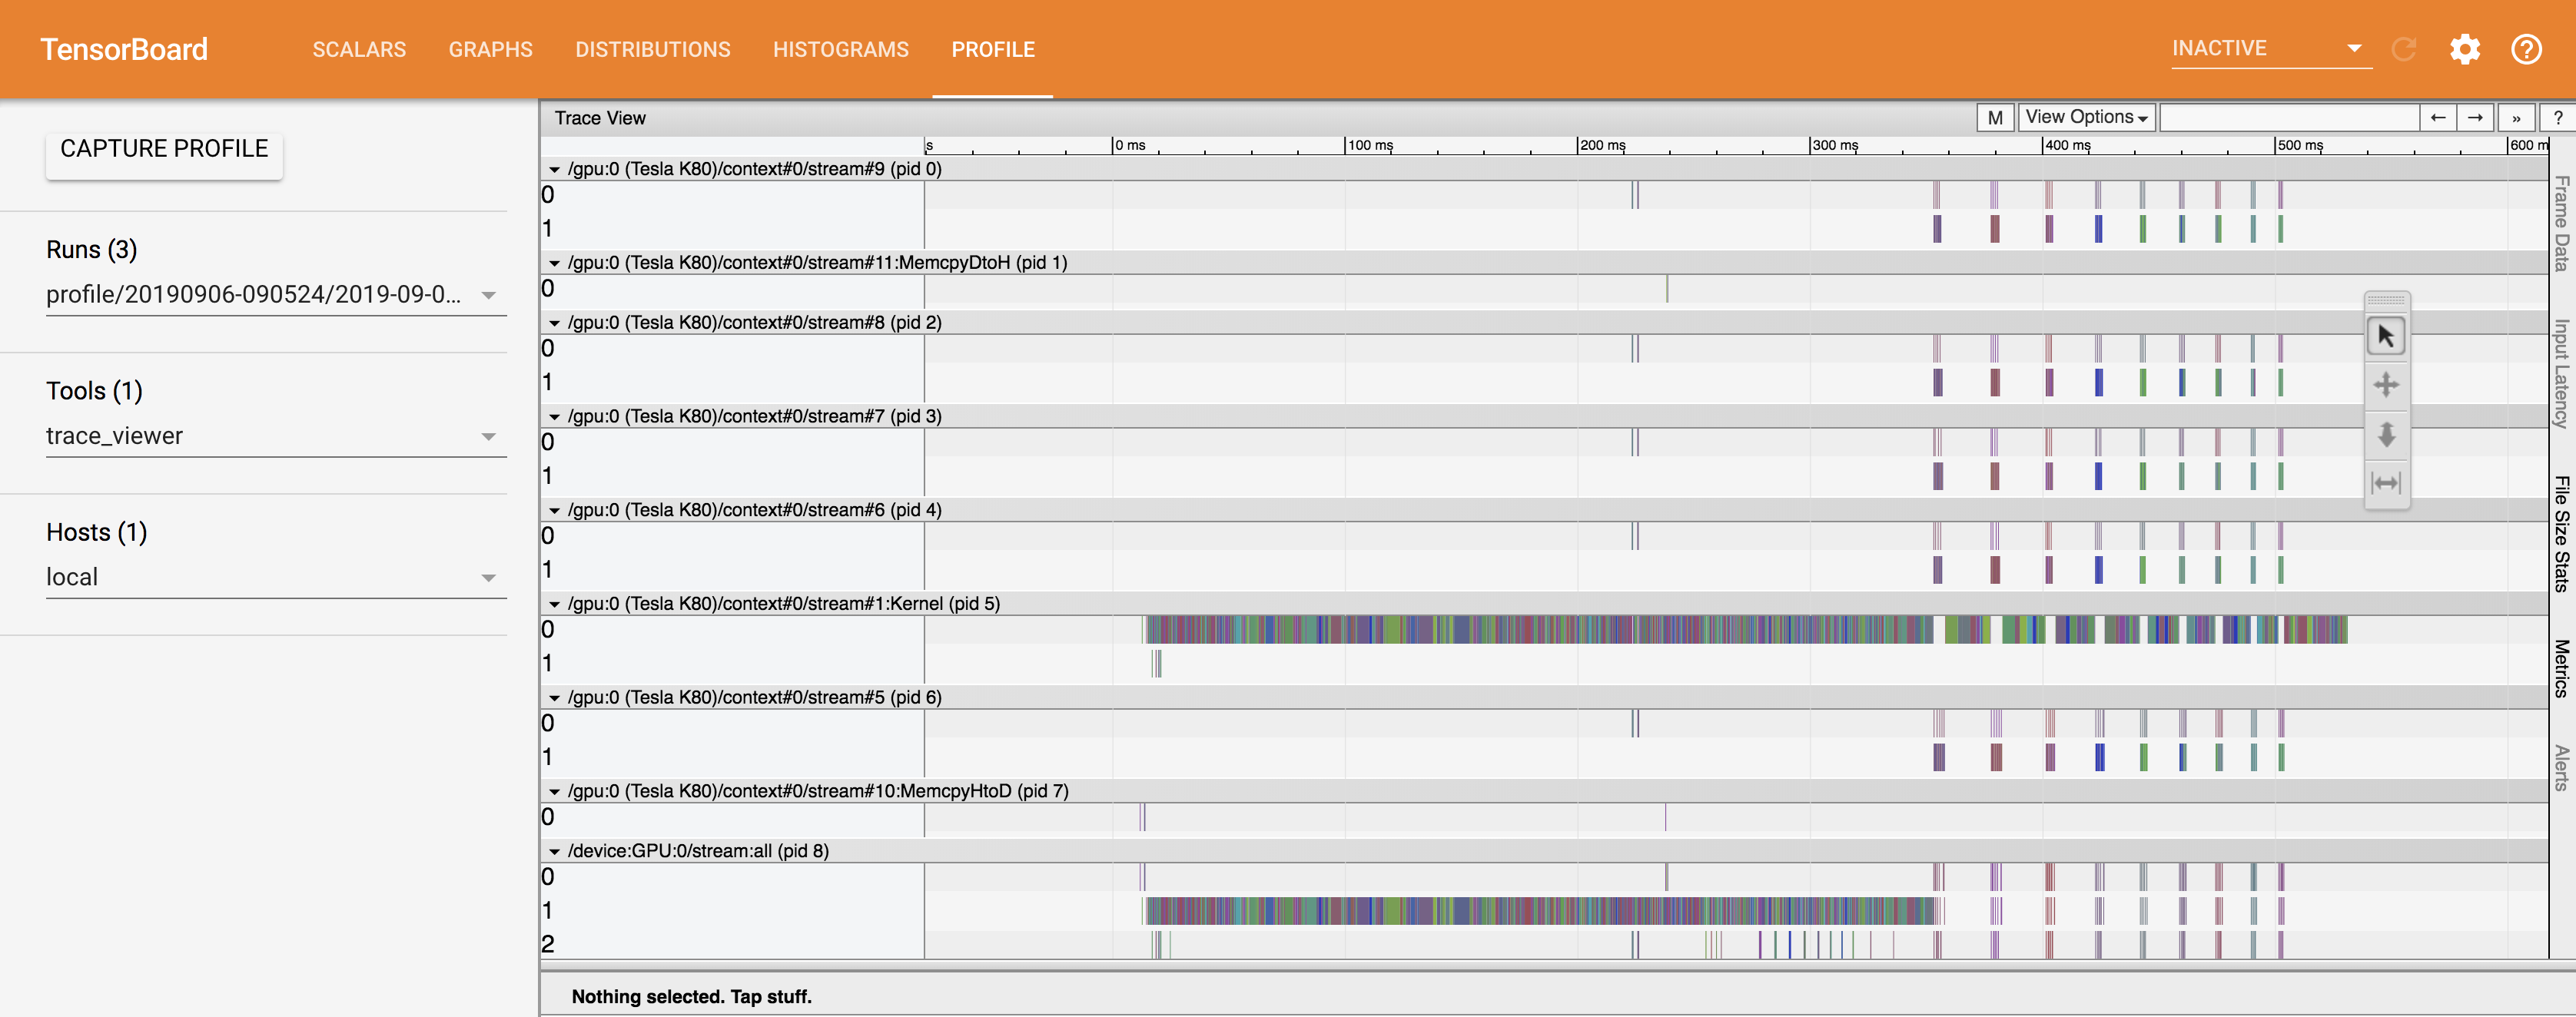 TensorBoard SCALARS GRAPHS DISTRIBUTIONS HISTOGRAMS PROFILE INACTIVE
CAPTURE PROFILE
Runs (3)
profile/20190906-090524/2019-09-0...
Tools (1)
trace_viewer
Hosts (1)
local
Trace View M View Options ← → » ?
s 0 ms 100 ms 200 ms 300 ms 400 ms 500 ms 600 m
/gpu:0 (Tesla K80)/context#0/stream#9 (pid 0)
0
1
/gpu:0 (Tesla K80)/context#0/stream#11:MemcpyDtoH (pid 1)
0
/gpu:0 (Tesla K80)/context#0/stream#8 (pid 2)
0
1
/gpu:0 (Tesla K80)/context#0/stream#7 (pid 3)
0
1
/gpu:0 (Tesla K80)/context#0/stream#6 (pid 4)
0
1
/gpu:0 (Tesla K80)/context#0/stream#1:Kernel (pid 5)
0
1
/gpu:0 (Tesla K80)/context#0/stream#5 (pid 6)
0
1
/gpu:0 (Tesla K80)/context#0/stream#10:MemcpyHtoD (pid 7)
0
/device:GPU:0/stream:all (pid 8)
0
1
2
Nothing selected. Tap stuff.
Frame Data
Input Latency
File Size Stats
Metrics
Alerts